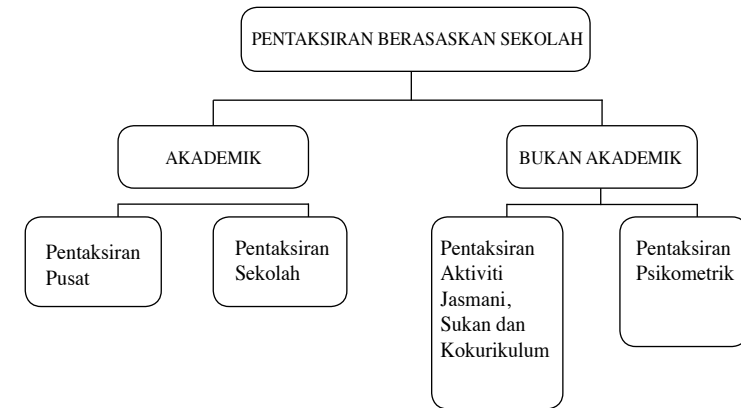 PENTAKSIRAN BERASASKAN SEKOLAH
AKADEMIK
BUKAN AKADEMIK
Pentaksiran
Pusat
Pentaksiran
Sekolah
Pentaksiran
Aktiviti
Jasmani,
Sukan dan
Kokurikulum
Pentaksiran
Psikometrik